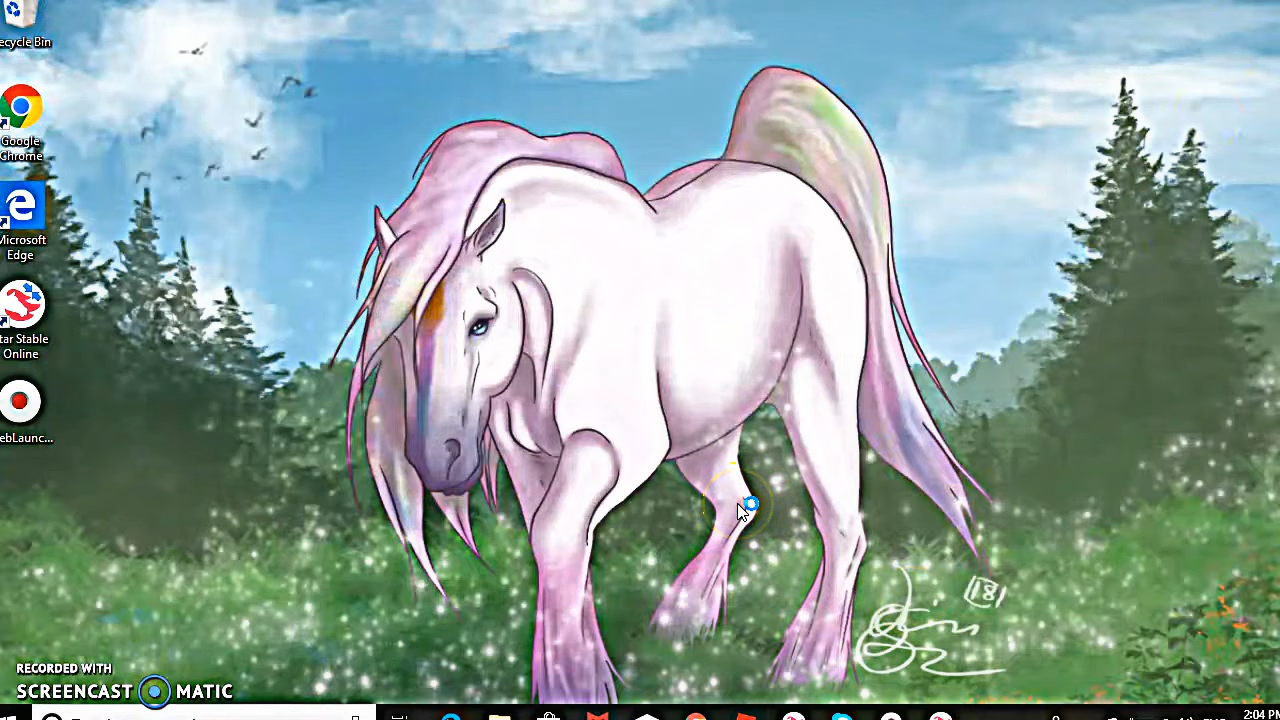 ecycle Bin
Google
Chrome
Microsoft
Edge
tar Stable
Online
ebLaunc...
RECORDED WITH
SCREENCAST MATIC
2:04 PM